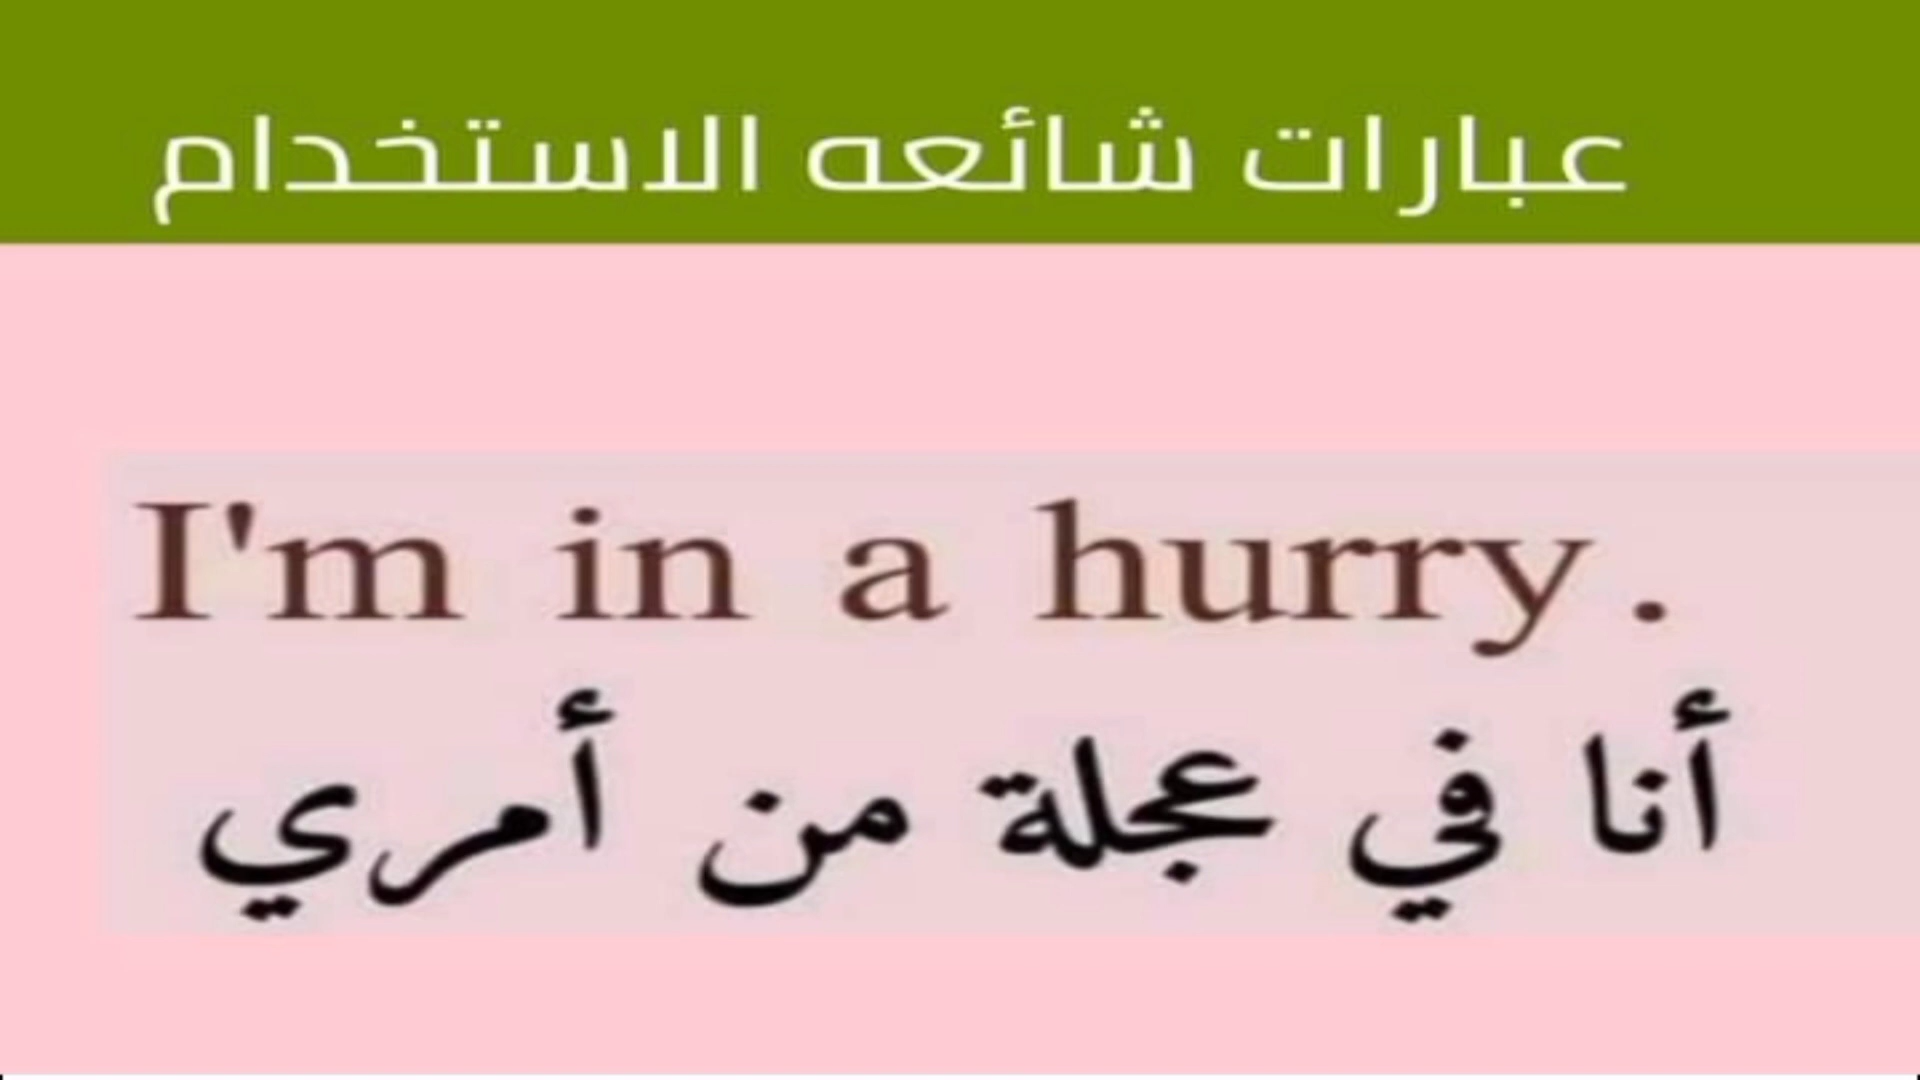 عبارات شائعه الاستخدام
I'm in a hurry.
أنا في عجلة من أمري